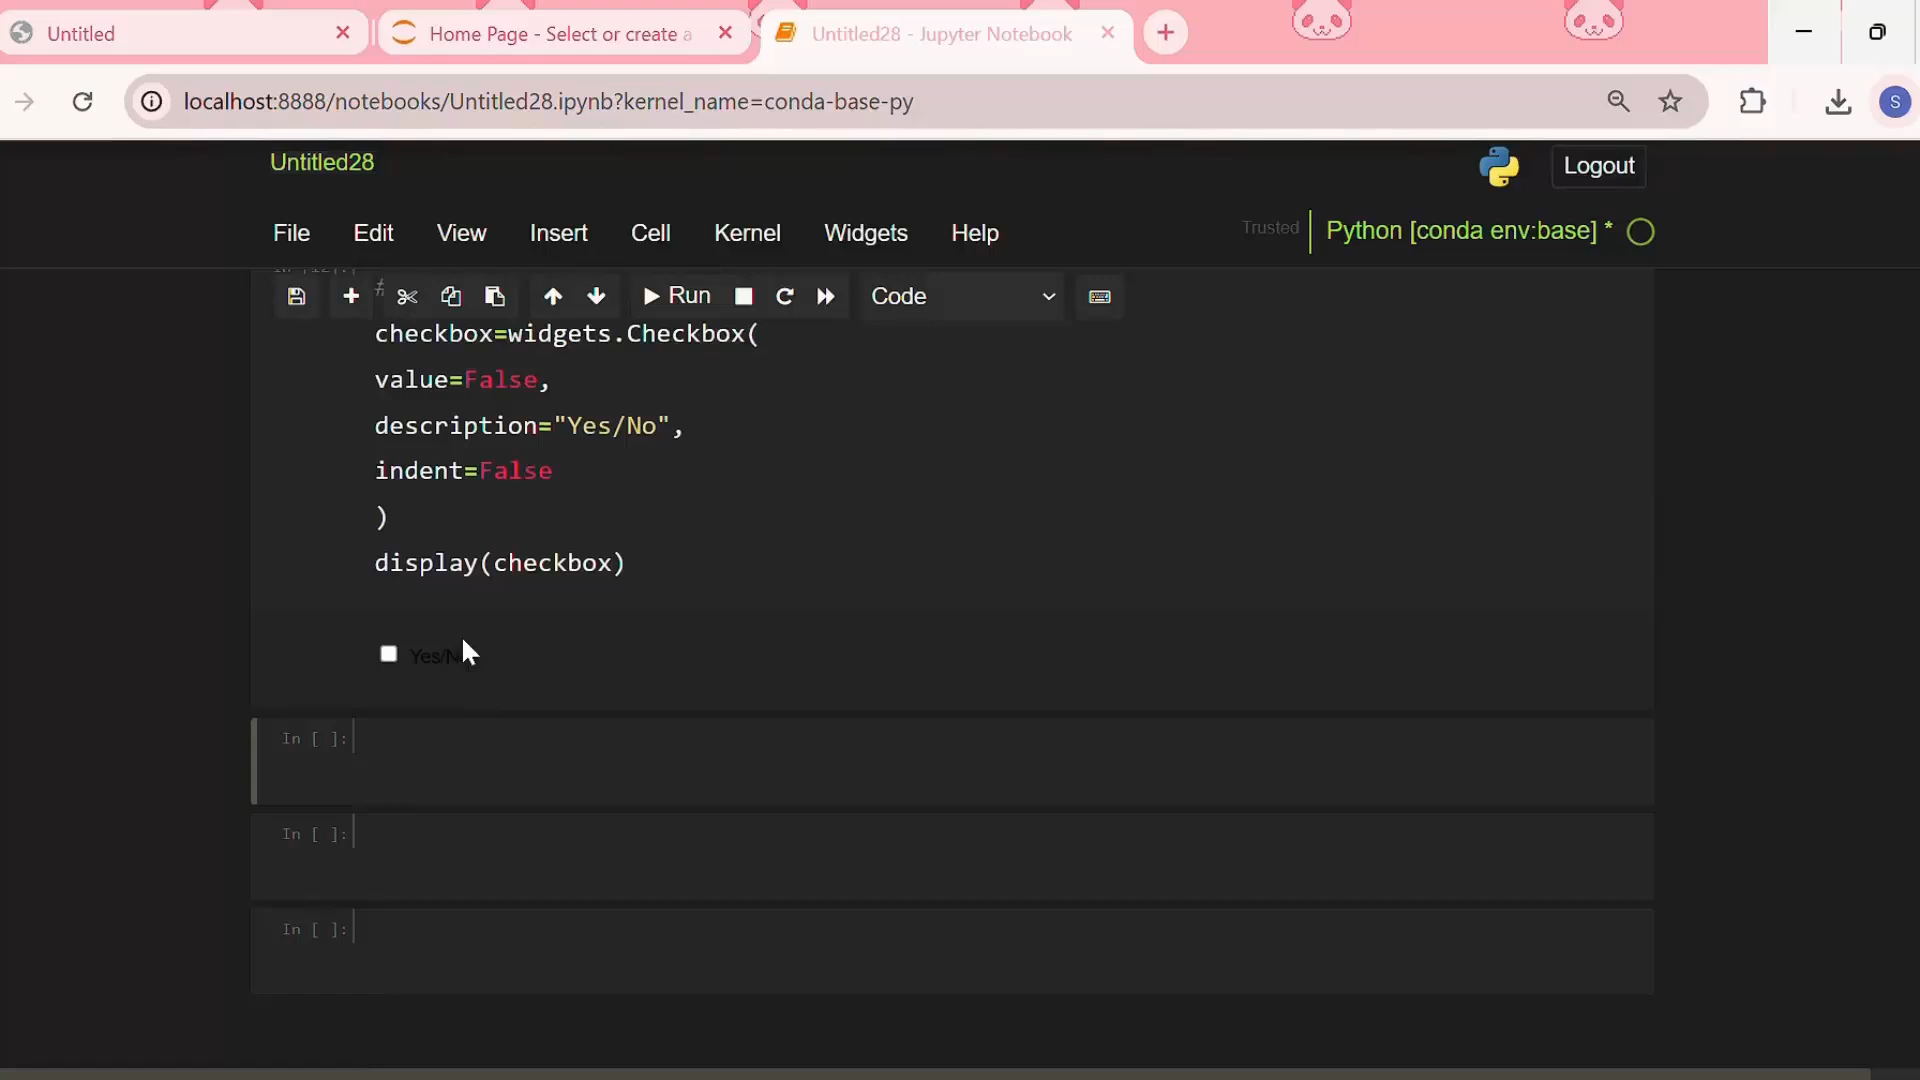 Untitled
Home Page - Select or create a
Untitled28 - Jupyter Notebook
localhost:8888/notebooks/Untitled28.ipynb?kernel_name=conda-base-py
S
Untitled28
Logout
File Edit View Insert Cell Kernel Widgets Help
Trusted
Python [conda env:base] *
#
Run
Code
checkbox=widgets.Checkbox(
value=False,
description="Yes/No",
indent=False
)
display(checkbox)
In [ ]:
In [ ]:
In [ ]: